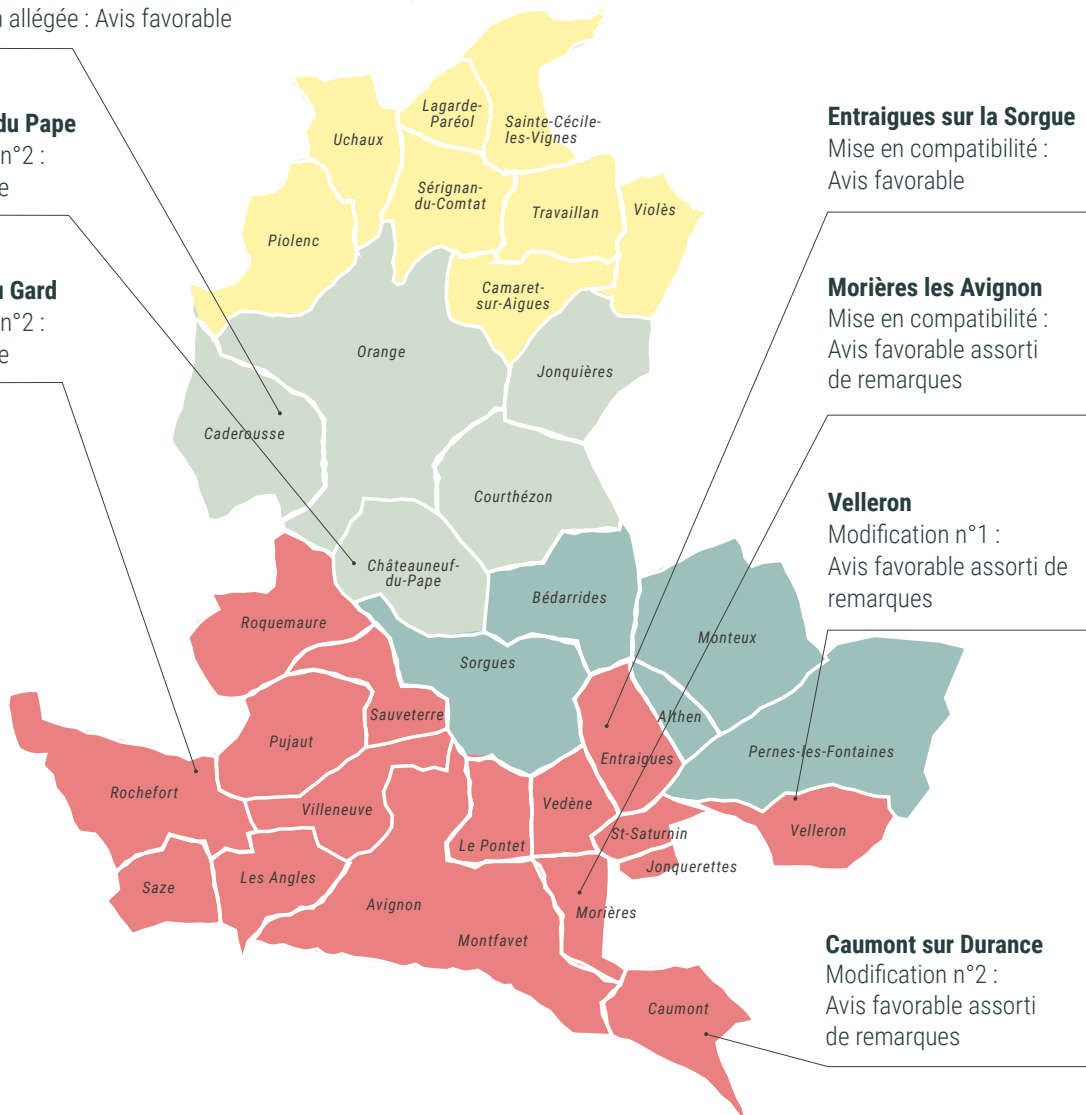 allégée : Avis favorable
du Pape
n°2 :
Gard
n°2 :
Entraigues sur la Sorgue
Mise en compatibilité :
Avis favorable
Morières les Avignon
Mise en compatibilité :
Avis favorable assorti
de remarques
Velleron
Modification n°1 :
Avis favorable assorti de
remarques
Caumont sur Durance
Modification n°2 :
Avis favorable assorti
de remarques
Lagarde-
Paréol
Sainte-Cécile-
les-Vignes
Uchaux
Sérignan-
du-Comtat
Travaillan
Violès
Piolenc
Camaret-
sur-Aigues
Orange
Jonquières
Caderousse
Courthézon
Châteauneuf-
du-Pape
Bédarrides
Roquemaure
Monteux
Sorgues
Sauveterre
Althen
Pujaut
Entraigues
Pernes-les-Fontaines
Rochefort
Villeneuve
Vedène
Le Pontet
St-Saturnin
Velleron
Jonquerettes
Saze
Les Angles
Avignon
Morières
Montfavet
Caumont